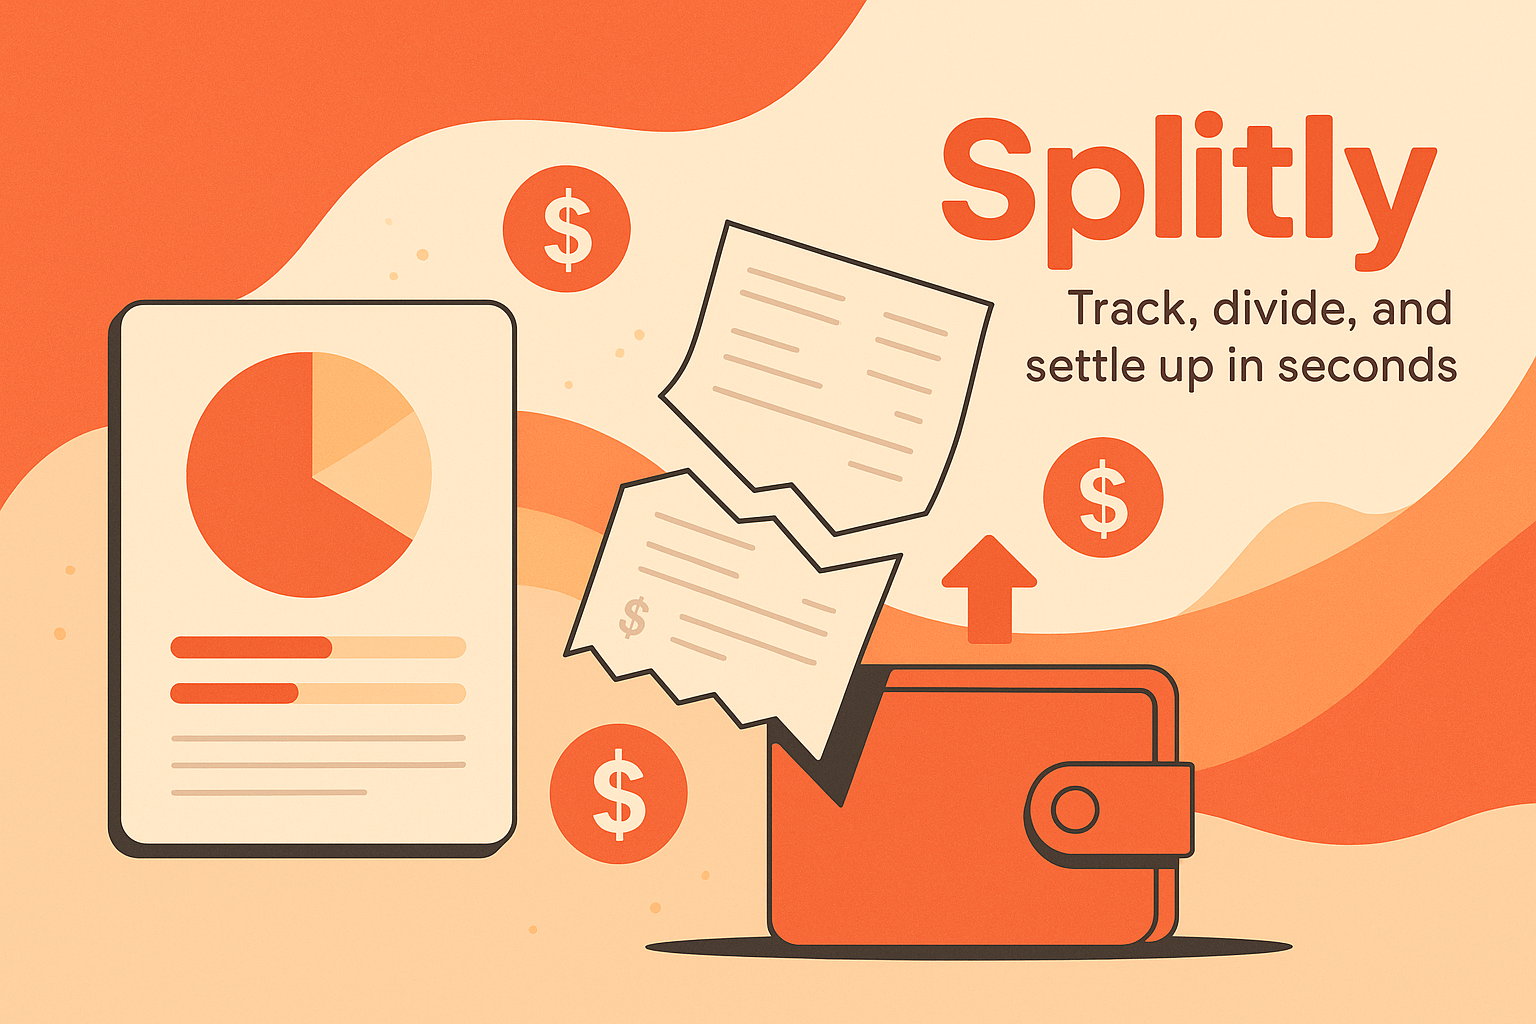 Splitly
Track, divide, and
settle up in seconds
$
$
$
$